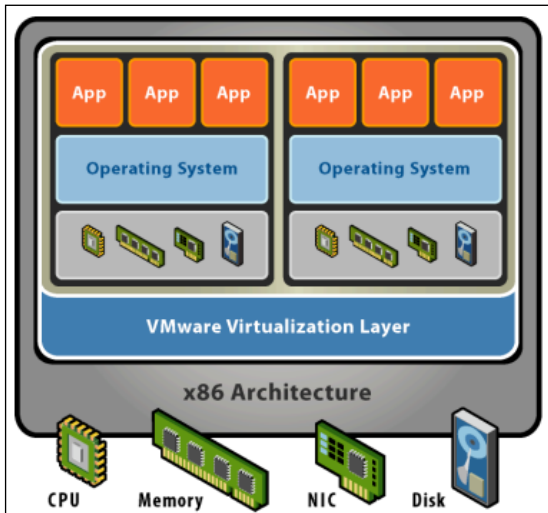 App App App App App App
Operating System Operating System
VMware Virtualization Layer
x86 Architecture
CPU Memory NIC Disk